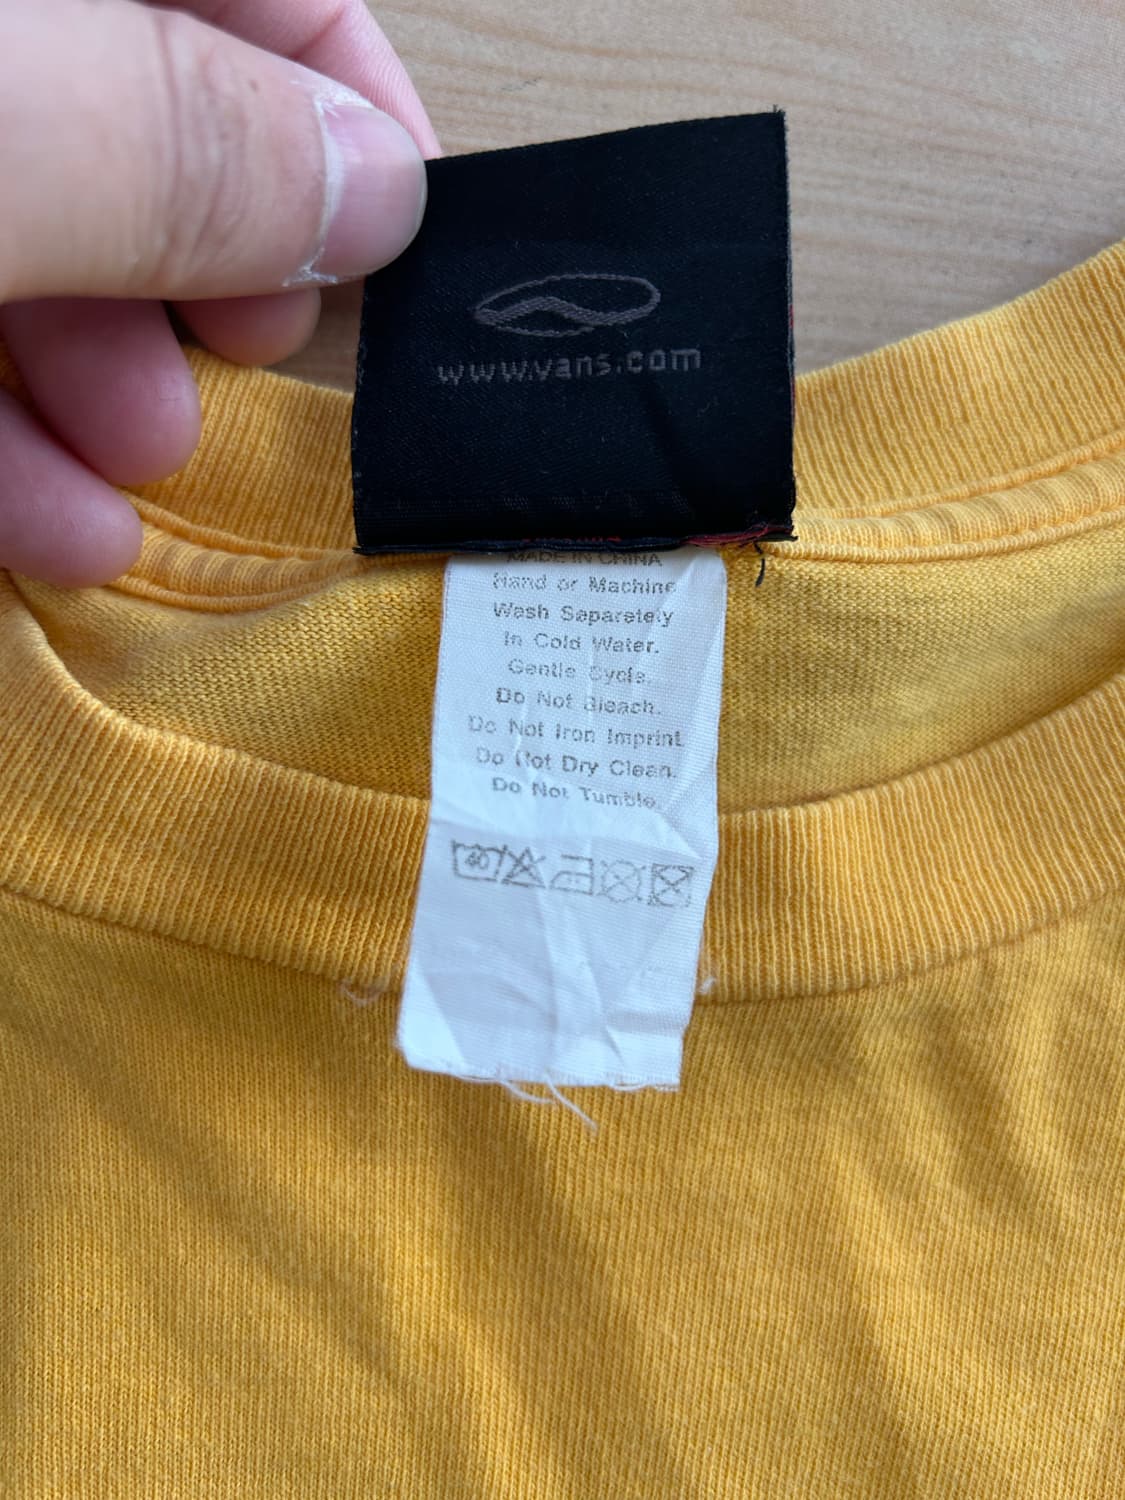 www.vans.com
MADE IN CHINA
Hand or Machine
Wash Separetely
In Cold Water.
Gentle Cycle.
Do Not Bleach.
Do Not Iron Imprint.
Do Not Dry Clean.
Do Not Tumble.
40